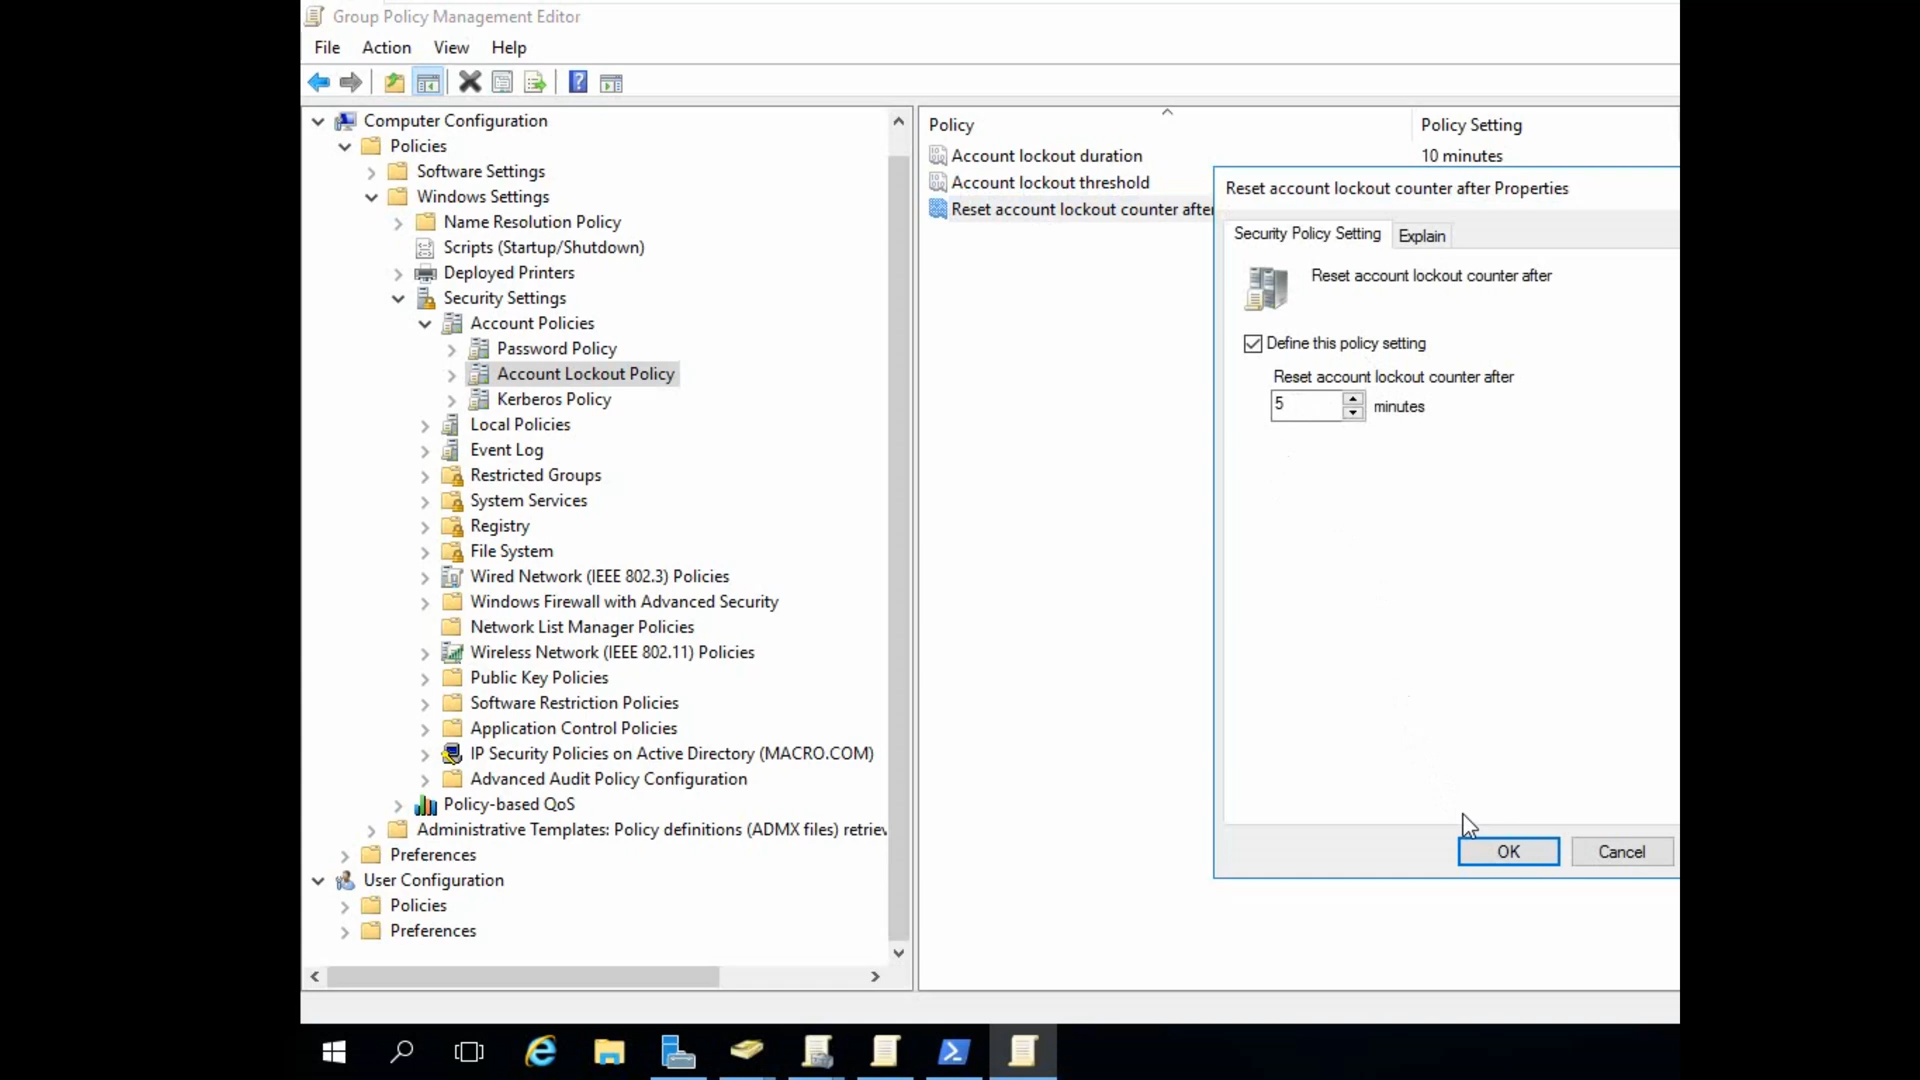 Group Policy Management Editor
File Action View Help
Computer Configuration
Policies
Software Settings
Windows Settings
Name Resolution Policy
Scripts (Startup/Shutdown)
Deployed Printers
Security Settings
Account Policies
Password Policy
Account Lockout Policy
Kerberos Policy
Local Policies
Event Log
Restricted Groups
System Services
Registry
File System
Wired Network (IEEE 802.3) Policies
Windows Firewall with Advanced Security
Network List Manager Policies
Wireless Network (IEEE 802.11) Policies
Public Key Policies
Software Restriction Policies
Application Control Policies
IP Security Policies on Active Directory (MACRO.COM)
Advanced Audit Policy Configuration
Policy-based QoS
Administrative Templates: Policy definitions (ADMX files) retriev
Preferences
User Configuration
Policies
Preferences
Policy Policy Setting
Account lockout duration 10 minutes
Account lockout threshold
Reset account lockout counter after
Reset account lockout counter after Properties
Security Policy Setting Explain
Reset account lockout counter after
Define this policy setting
Reset account lockout counter after
5 minutes
OK Cancel